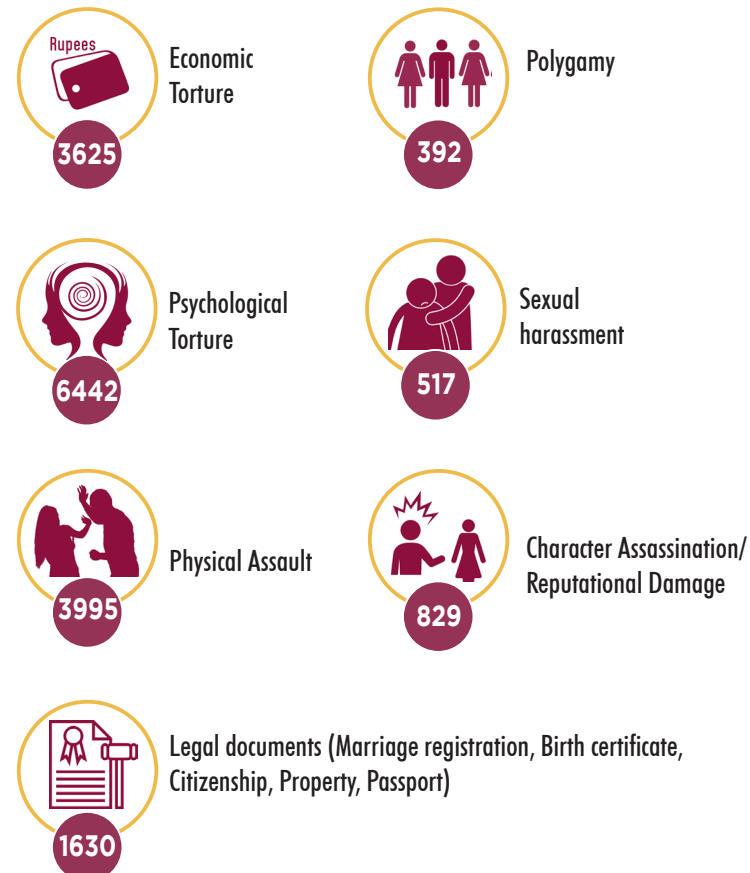 Rupees
Economic
Torture
3625
Polygamy
392
Psychological
Torture
6442
Sexual
harassment
517
Physical Assault
3995
Character Assassination/
Reputational Damage
829
Legal documents (Marriage registration, Birth certificate,
Citizenship, Property, Passport)
1630